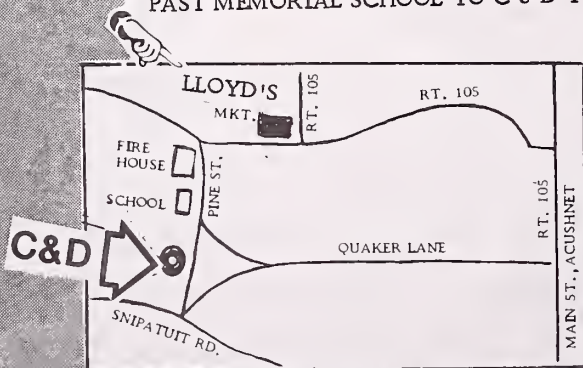 PAST MEMORIAL SCHOOL TO C & D
LLOYD'S
MKT.
RT. 105
RT. 105
FIRE
HOUSE
PINE ST.
SCHOOL
RT. 105
C&D
QUAKER LANE
MAIN ST., ACUSHNET
SNIPATUIT RD.